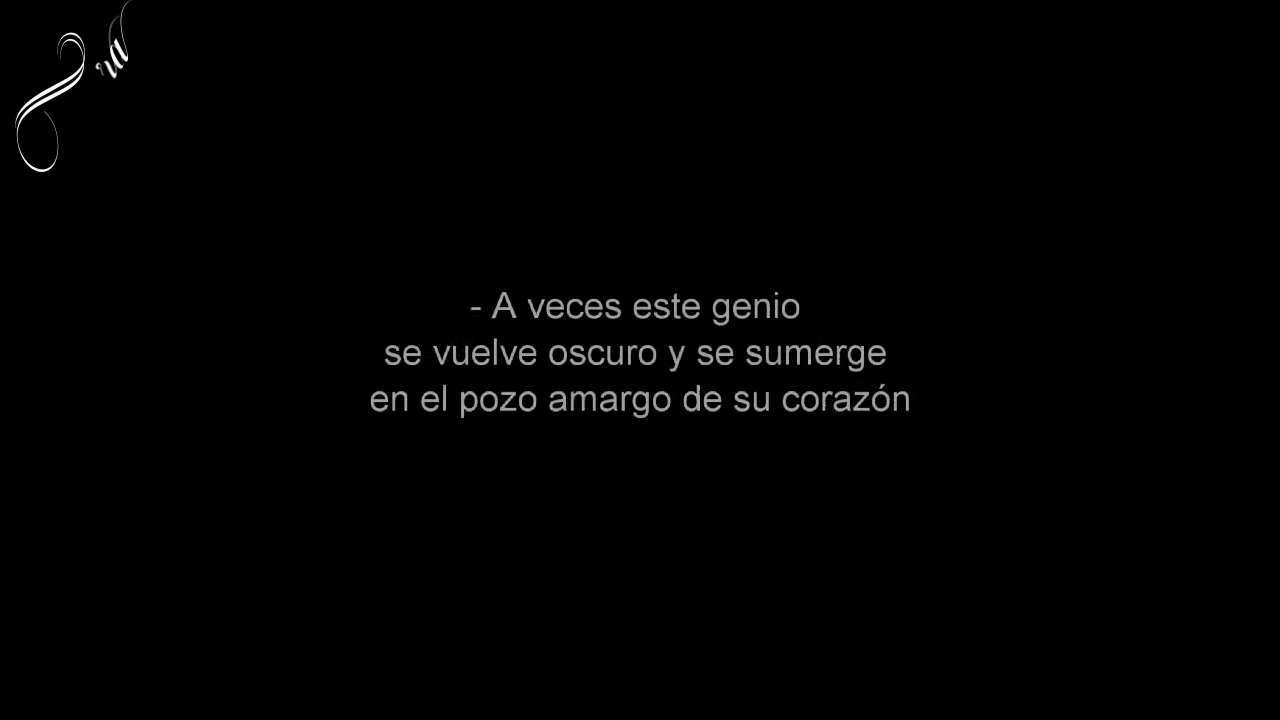 - A veces este genio
se vuelve oscuro y se sumerge
en el pozo amargo de su corazón